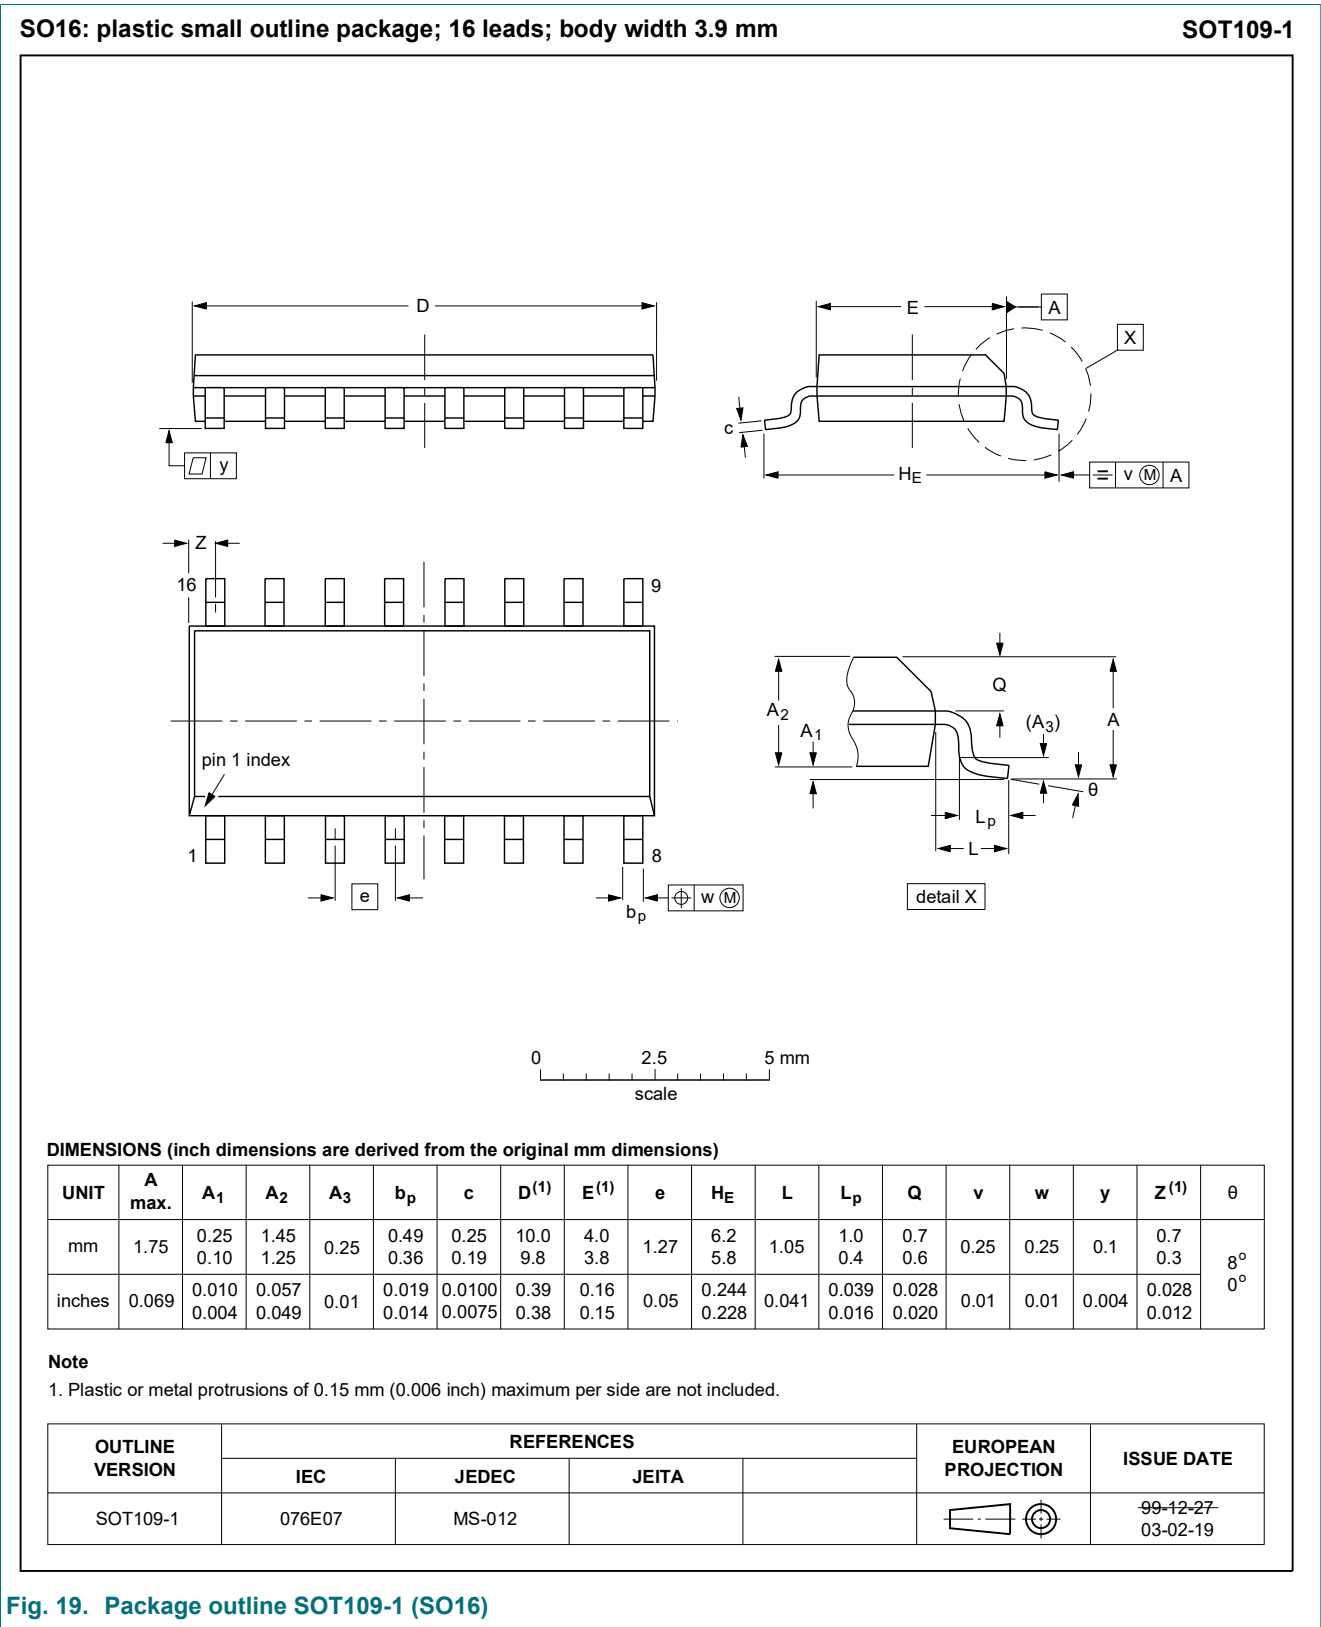 SO16: plastic small outline package; 16 leads; body width 3.9 mm SOT109-1
D
E A
X
c
y
HE
v M A
Z
16 9
pin 1 index
1 8
e
bp
w M
A2
A1
Q
(A3)
A
θ
Lp
L
detail X
0 2.5 5 mm
scale
DIMENSIONS (inch dimensions are derived from the original mm dimensions)
UNIT A max. A1 A2 A3 bp c D(1) E(1) e HE L Lp Q v w y Z(1) θ
mm 1.75 0.25 0.10 1.45 1.25 0.25 0.49 0.36 0.25 0.19 10.0 9.8 4.0 3.8 1.27 6.2 5.8 1.05 1.0 0.4 0.7 0.6 0.25 0.25 0.1 0.7 0.3 8° 0°
inches 0.069 0.010 0.004 0.057 0.049 0.01 0.019 0.014 0.0100 0.0075 0.39 0.38 0.16 0.15 0.05 0.244 0.228 0.041 0.039 0.016 0.028 0.020 0.01 0.01 0.004 0.028 0.012
Note
1. Plastic or metal protrusions of 0.15 mm (0.006 inch) maximum per side are not included.
OUTLINE VERSION REFERENCES EUROPEAN PROJECTION ISSUE DATE
IEC JEDEC JEITA
SOT109-1 076E07 MS-012 99-12-27
03-02-19
Fig. 19. Package outline SOT109-1 (SO16)